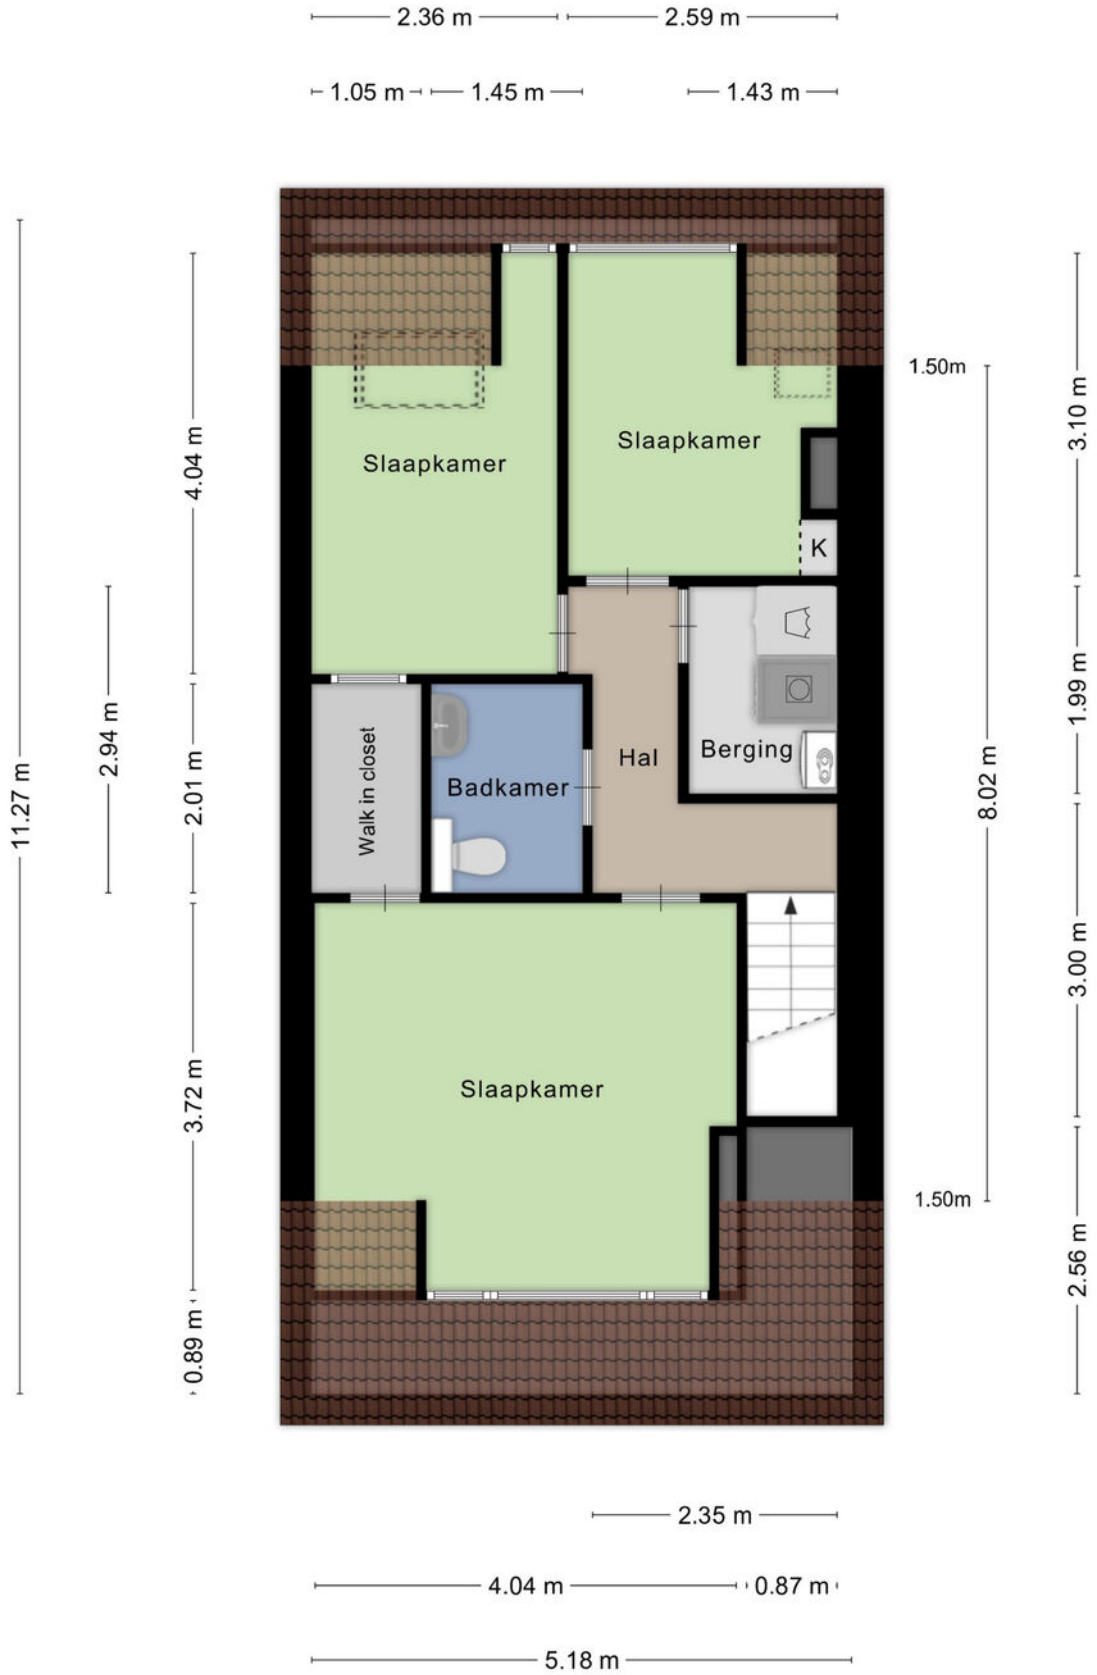 2.36 m 2.59 m
1.05 m 1.45 m 1.43 m
1.50m
3.10 m
4.04 m
Slaapkamer
Slaapkamer
K
1.99 m
2.94 m
11.27 m
2.01 m
Walk in closet
Badkamer
Hal
Berging
8.02 m
3.00 m
3.72 m
Slaapkamer
1.50m
2.56 m
0.89 m
2.35 m
4.04 m 0.87 m
5.18 m